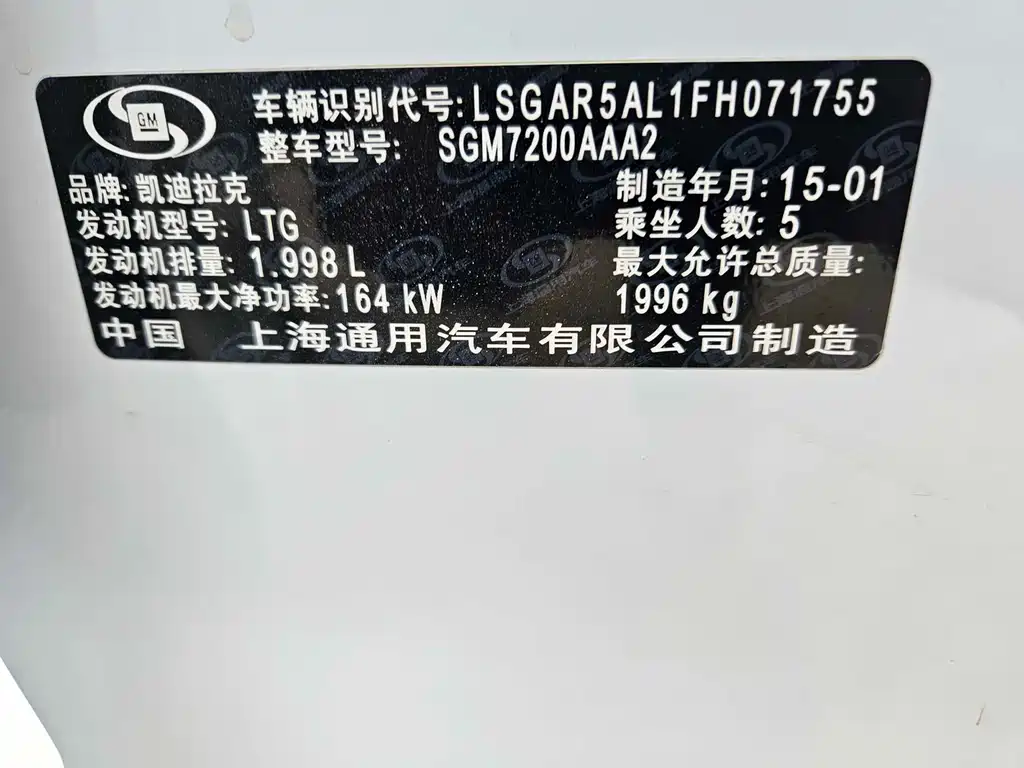 GM
车辆识别代号:LSGAR5AL1FH071755
整车型号: SGM7200AAA2
品牌:凯迪拉克
制造年月:15-01
发动机型号: LTG
乘坐人数: 5
发动机排量: 1.998L
最大允许总质量:
发动机最大净功率:164 kW
1996 kg
中国 上海通用汽车有限公司制造